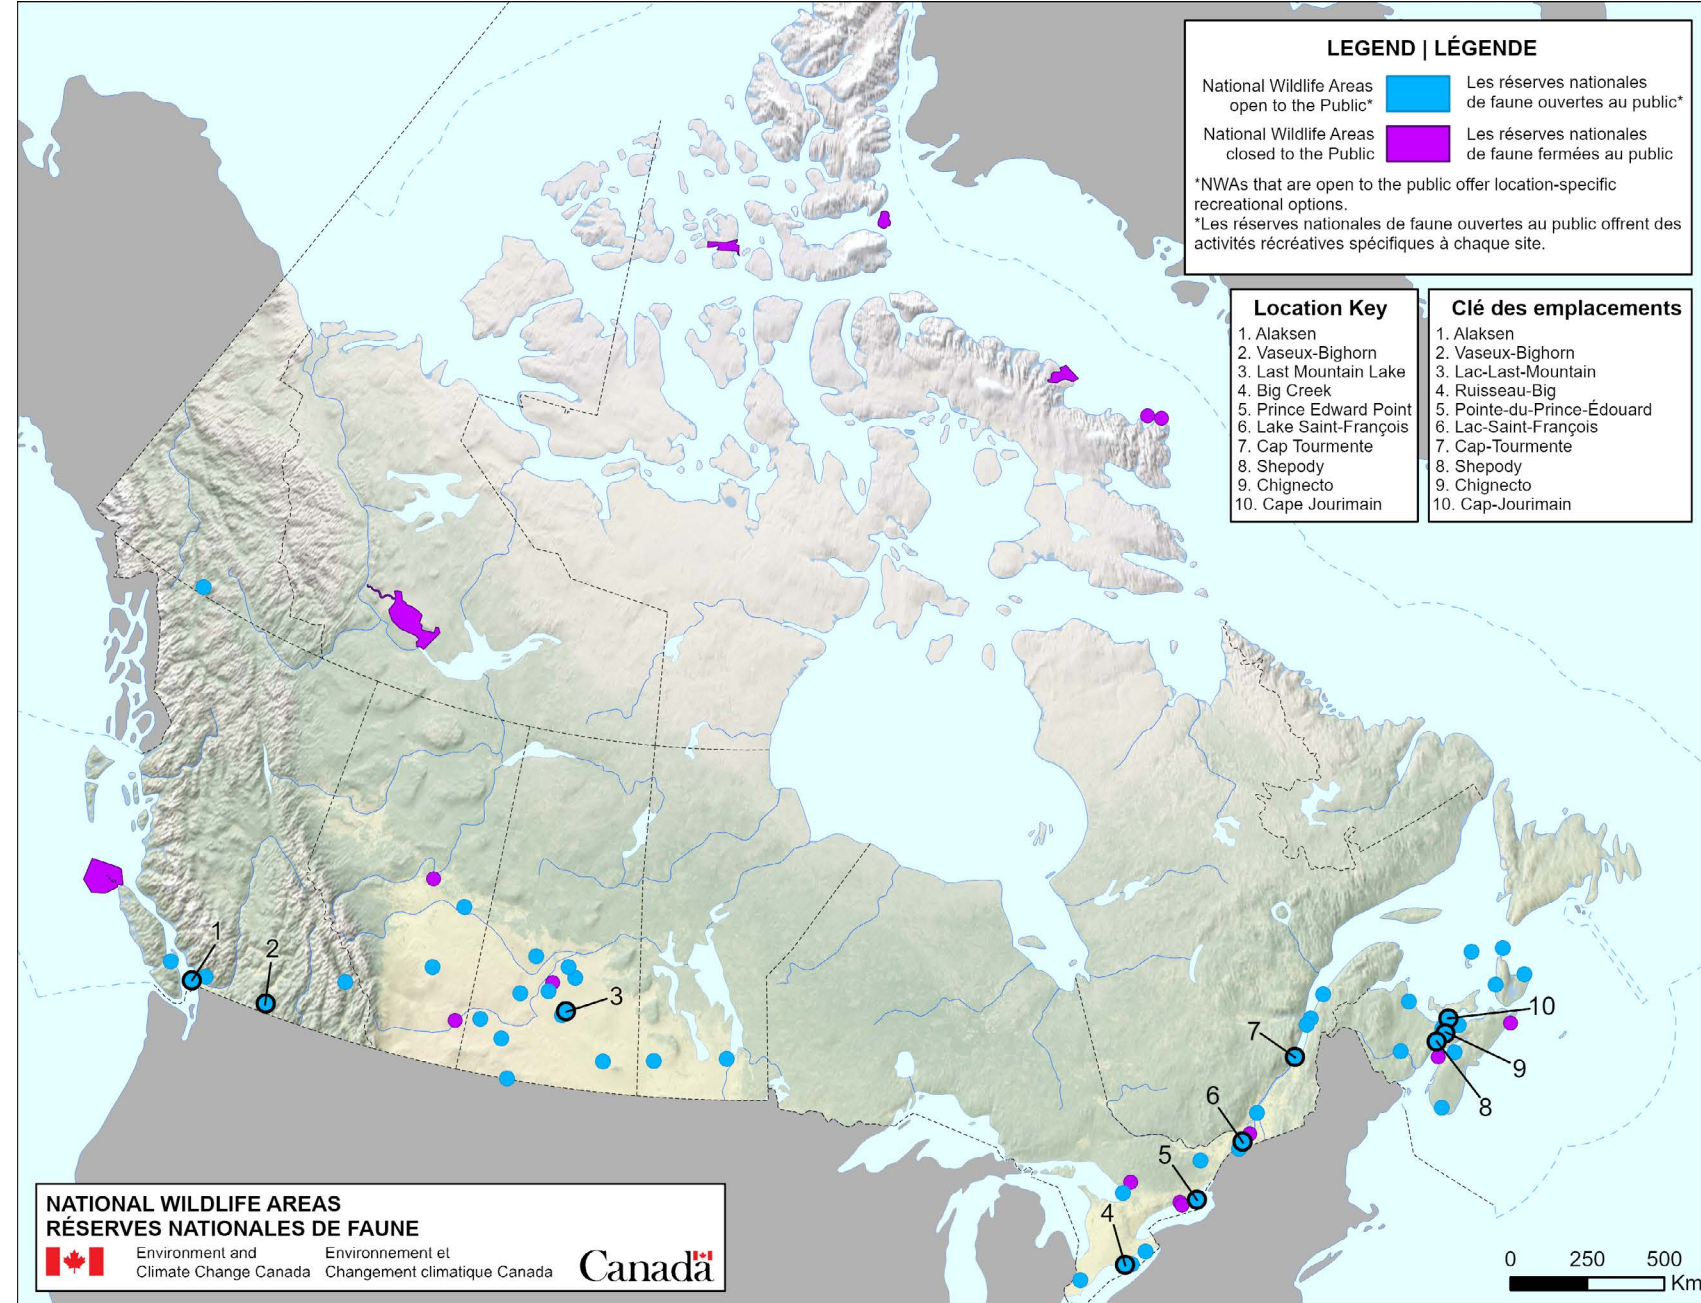 LEGEND | LÉGENDE
National Wildlife Areas
open to the Public*
Les réserves nationales
de faune ouvertes au public*
National Wildlife Areas
closed to the Public
Les réserves nationales
de faune fermées au public
*NWAs that are open to the public offer location-specific
recreational options.
*Les réserves nationales de faune ouvertes au public offrent des
activités récréatives spécifiques à chaque site.
Location Key
1. Alaksen
2. Vaseux-Bighorn
3. Last Mountain Lake
4. Big Creek
5. Prince Edward Point
6. Lake Saint-François
7. Cap Tourmente
8. Shepody
9. Chignecto
10. Cape Jourimain
Clé des emplacements
1. Alaksen
2. Vaseux-Bighorn
3. Lac-Last-Mountain
4. Ruisseau-Big
5. Pointe-du-Prince-Édouard
6. Lac-Saint-François
7. Cap-Tourmente
8. Shepody
9. Chignecto
10. Cap-Jourimain
1
2
3
4
5
6
7
8
9
10
NATIONAL WILDLIFE AREAS
RÉSERVES NATIONALES DE FAUNE
Environment and
Climate Change Canada
Environnement et
Changement climatique Canada
Canada
0 250 500
Km